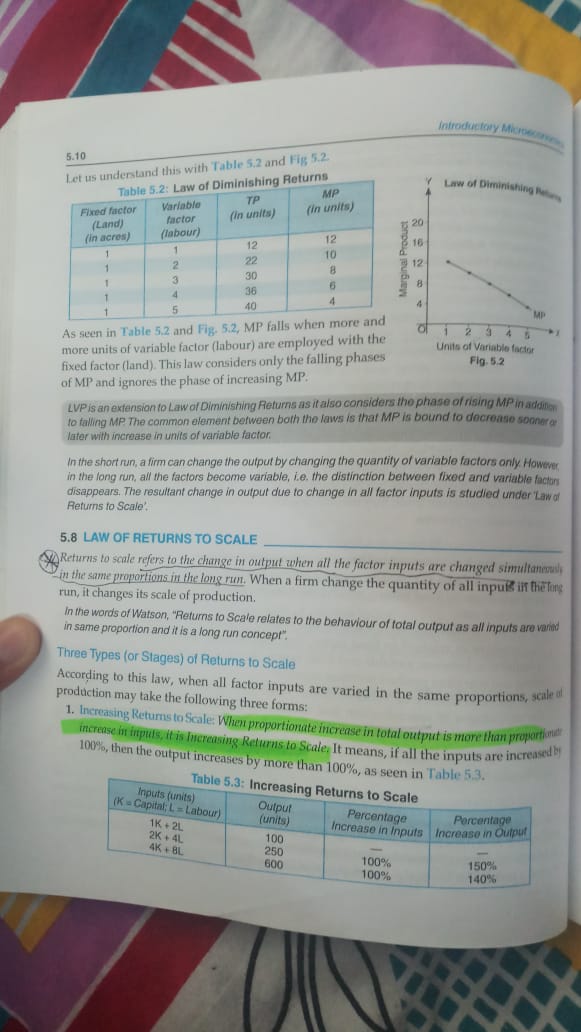 Introductory Microeconomics
5.10
Let us understand this with Table 5.2 and Fig 5.2.
Table 5.2: Law of Diminishing Returns
Fixed factor (Land) (in acres) Variable factor (labour) TP (in units) MP (in units)
1 1 12 12
1 2 22 10
1 3 30 8
1 4 36 6
1 5 40 4
Y
Law of Diminishing Returns
Marginal Product
20
16
12
8
4
MP
O 1 2 3 4 5 X
Units of Variable factor
Fig. 5.2
As seen in Table 5.2 and Fig. 5.2, MP falls when more and
more units of variable factor (labour) are employed with the
fixed factor (land). This law considers only the falling phases
of MP and ignores the phase of increasing MP.
LVP is an extension to Law of Diminishing Returns as it also considers the phase of rising MP in addition
to falling MP. The common element between both the laws is that MP is bound to decrease sooner or
later with increase in units of variable factor.
In the short run, a firm can change the output by changing the quantity of variable factors only. However,
in the long run, all the factors become variable, i.e. the distinction between fixed and variable factors
disappears. The resultant change in output due to change in all factor inputs is studied under 'Law of
Returns to Scale'.
5.8 LAW OF RETURNS TO SCALE
Returns to scale refers to the change in output when all the factor inputs are changed simultaneously
in the same proportions in the long run. When a firm change the quantity of all inputs in the long
run, it changes its scale of production.
In the words of Watson, "Returns to Scale relates to the behaviour of total output as all inputs are varied
in same proportion and it is a long run concept".
Three Types (or Stages) of Returns to Scale
According to this law, when all factor inputs are varied in the same proportions, scale of
production may take the following three forms:
1. Increasing Returns to Scale: When proportionate increase in total output is more than proportionate
increase in inputs, it is Increasing Returns to Scale. It means, if all the inputs are increased by
100%, then the output increases by more than 100%, as seen in Table 5.3.
Table 5.3: Increasing Returns to Scale
Inputs (units) (K = Capital; L = Labour) Output (units) Percentage Increase in Inputs Percentage Increase in Output
1K + 2L 100 — —
2K + 4L 250 100% 150%
4K + 8L 600 100% 140%